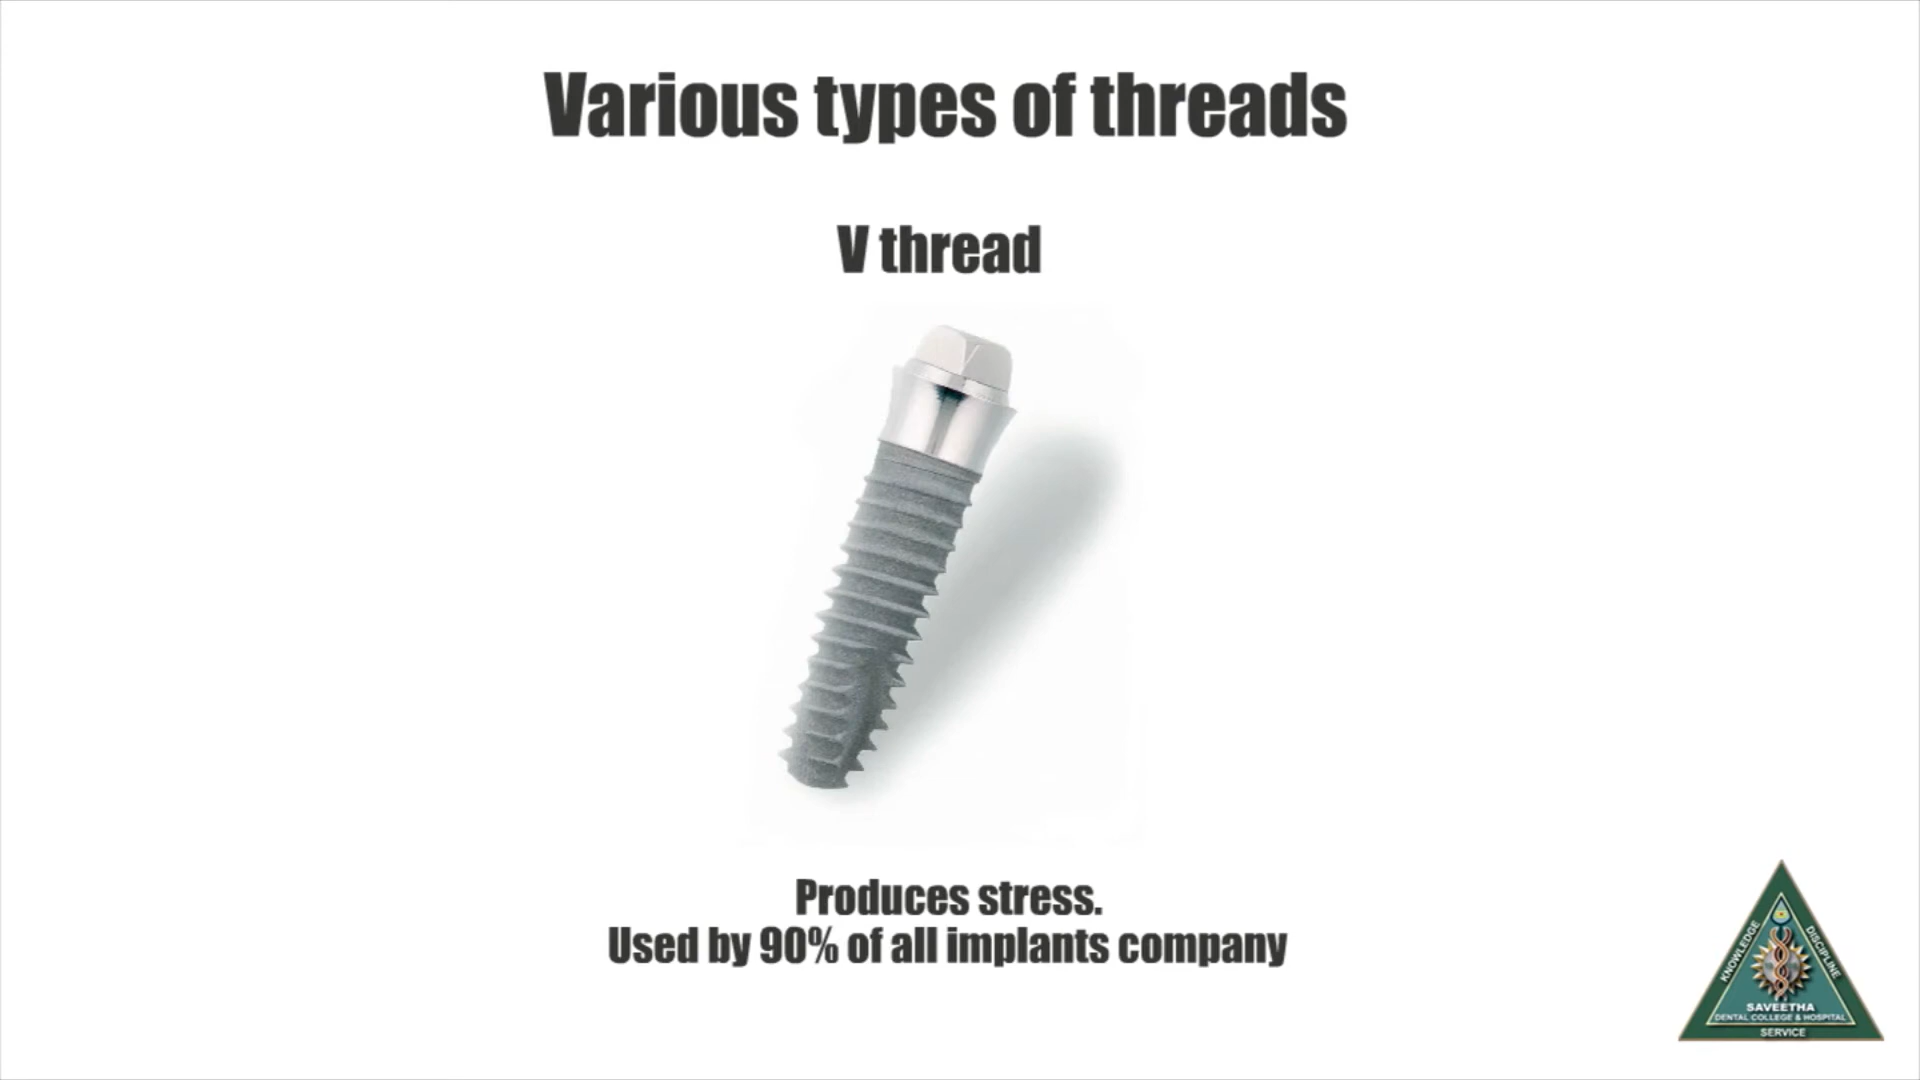 Various types of threads
V thread
Produces stress.
Used by 90% of all implants company
KNOWLEDGE
DISCIPLINE
SAVEETHA
DENTAL COLLEGE & HOSPITAL
SERVICE